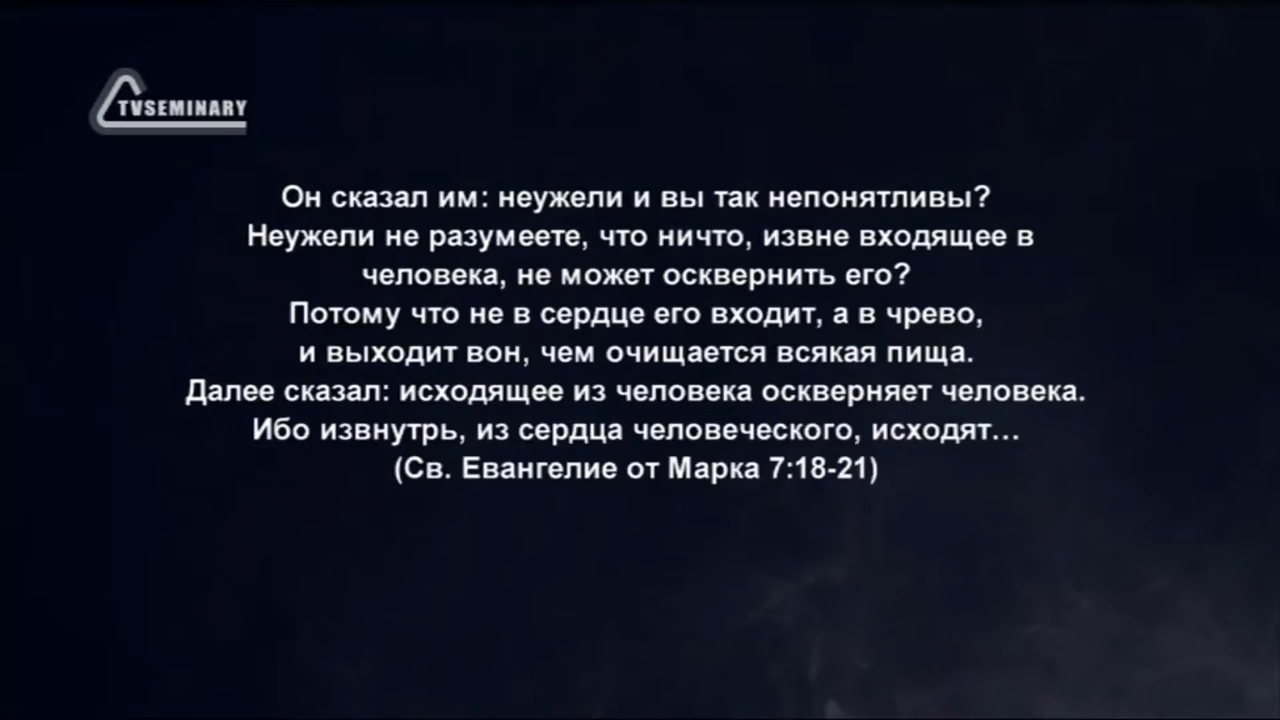 TVSEMINARY
Он сказал им: неужели и вы так непонятливы?
Неужели не разумеете, что ничто, извне входящее в
человека, не может осквернить его?
Потому что не в сердце его входит, а в чрево,
и выходит вон, чем очищается всякая пища.
Далее сказал: исходящее из человека оскверняет человека.
Ибо извнутрь, из сердца человеческого, исходят...
(Св. Евангелие от Марка 7:18-21)